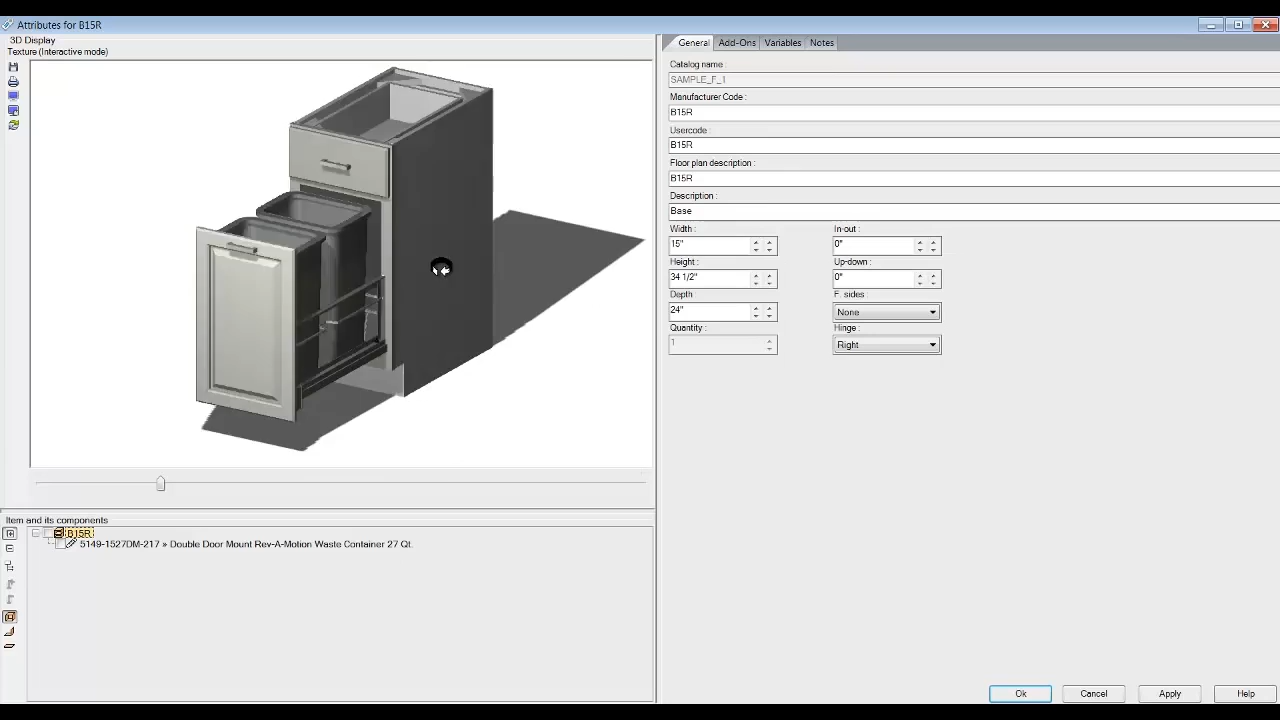 Attributes for B15R
3D Display
Texture (Interactive mode)
General Add-Ons Variables Notes
Catalog name :
SAMPLE_F_1
Manufacturer Code :
B15R
Usercode :
B15R
Floor plan description :
B15R
Description :
Base
Width : In-out :
15" 0"
Height : Up-down :
34 1/2" 0"
Depth F. sides :
24" None
Quantity : Hinge :
1 Right
Item and its components
B15R
5149-1527DM-217 » Double Door Mount Rev-A-Motion Waste Container 27 Qt.
Ok Cancel Apply Help